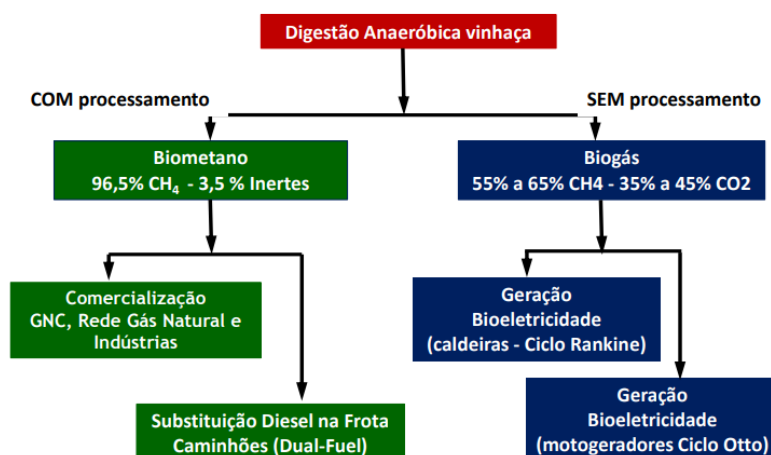 Digestão Anaeróbica vinhaça
COM processamento
SEM processamento
Biometano
96,5% CH₄ - 3,5 % Inertes
Biogás
55% a 65% CH4 - 35% a 45% CO2
Comercialização
GNC, Rede Gás Natural e
Indústrias
Geração
Bioeletricidade
(caldeiras - Ciclo Rankine)
Substituição Diesel na Frota
Caminhões (Dual-Fuel)
Geração
Bioeletricidade
(motogeradores Ciclo Otto)